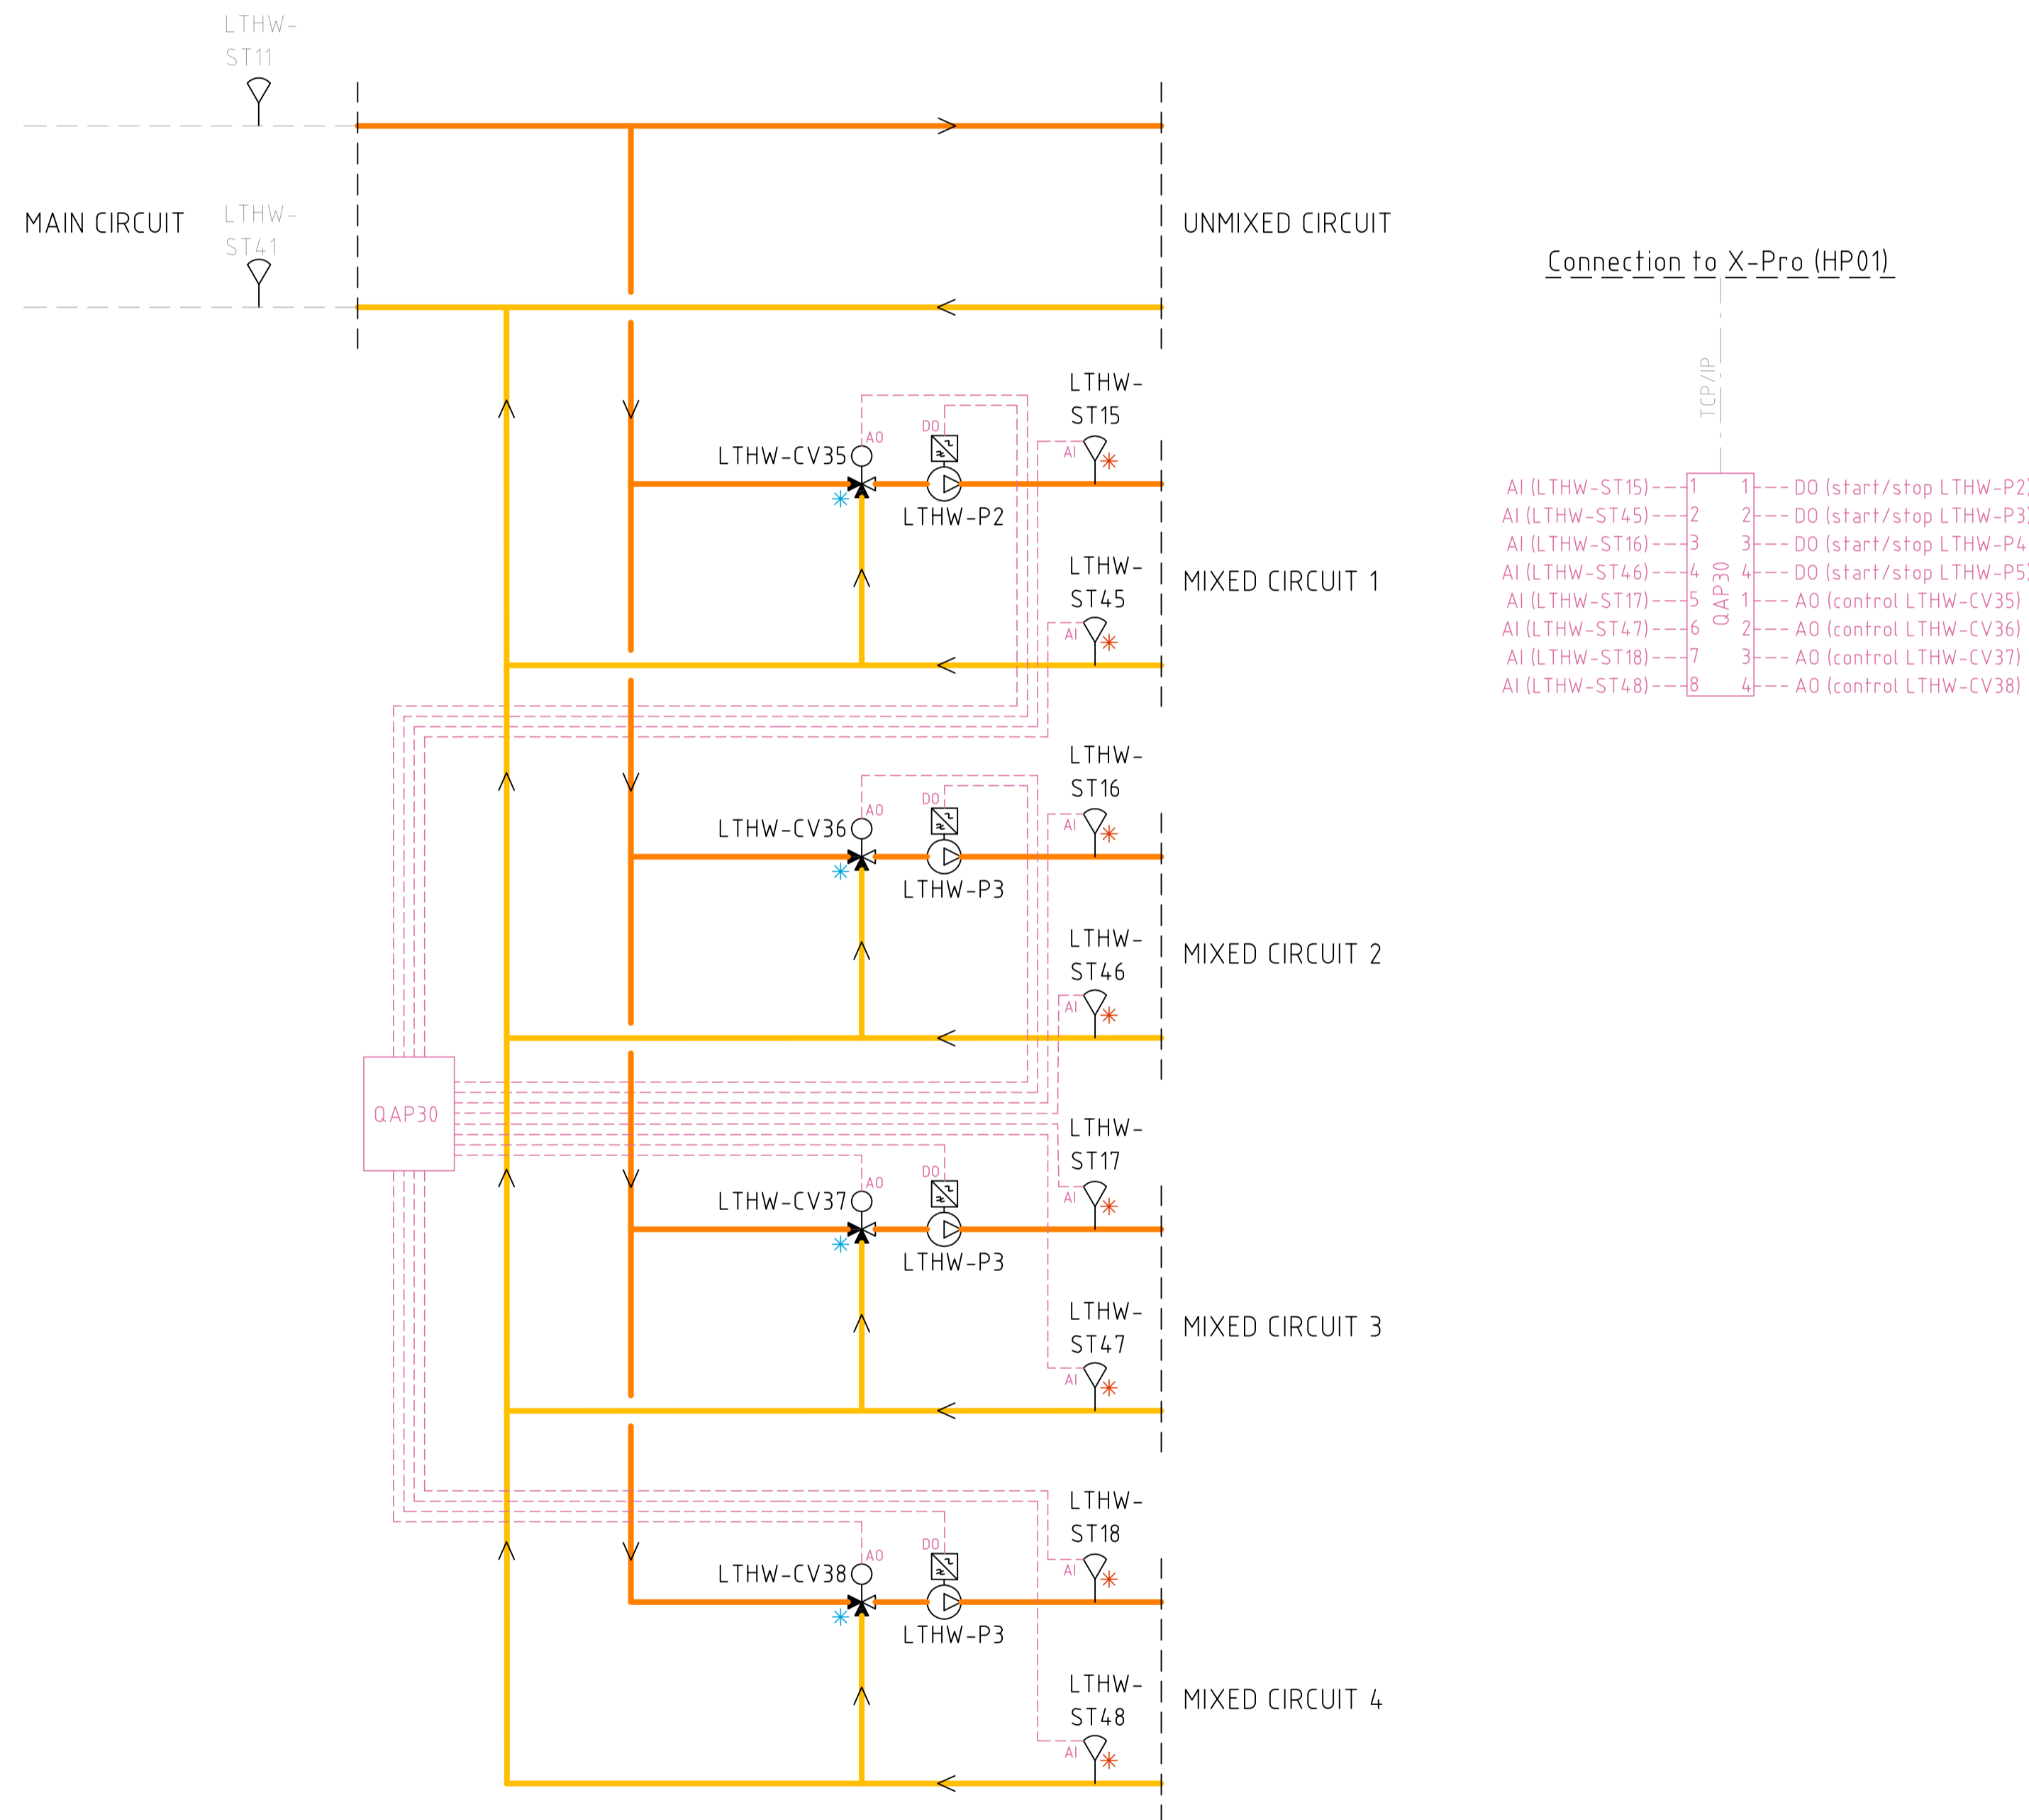 LTHW-
ST11
MAIN CIRCUIT
LTHW-
ST41
UNMIXED CIRCUIT
Connection to X-Pro (HP01)
TCP/IP
LTHW-
ST15
AO
DO
AI
LTHW-CV35
LTHW-P2
LTHW-
ST45
AI
MIXED CIRCUIT 1
AI (LTHW-ST15) 1 1 DO (start/stop LTHW-P2)
AI (LTHW-ST45) 2 2 DO (start/stop LTHW-P3)
AI (LTHW-ST16) 3 3 DO (start/stop LTHW-P4
AI (LTHW-ST46) 4 4 DO (start/stop LTHW-P5)
AI (LTHW-ST17) 5 1 AO (control LTHW-CV35)
AI (LTHW-ST47) 6 2 AO (control LTHW-CV36)
AI (LTHW-ST18) 7 3 AO (control LTHW-CV37)
AI (LTHW-ST48) 8 4 AO (control LTHW-CV38)
QAP30
LTHW-
ST16
AO
DO
AI
LTHW-CV36
LTHW-P3
LTHW-
ST46
AI
MIXED CIRCUIT 2
QAP30
LTHW-
ST17
AO
DO
AI
LTHW-CV37
LTHW-P3
LTHW-
ST47
AI
MIXED CIRCUIT 3
LTHW-
ST18
AO
DO
AI
LTHW-CV38
LTHW-P3
LTHW-
ST48
AI
MIXED CIRCUIT 4